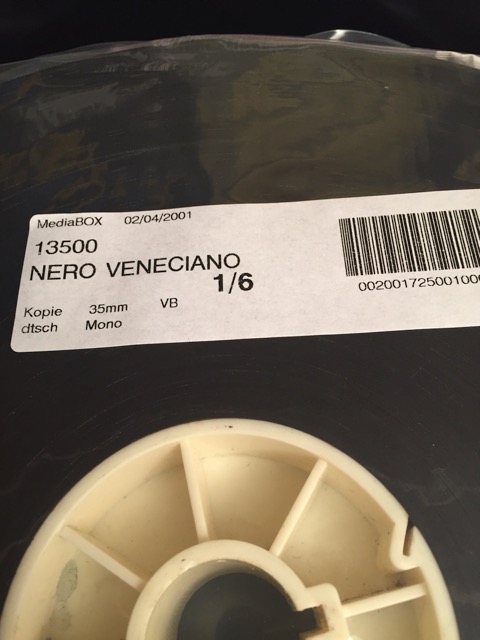 MediaBOX 02/04/2001
13500
NERO VENECIANO
1/6
Kopie 35mm VB
dtsch Mono